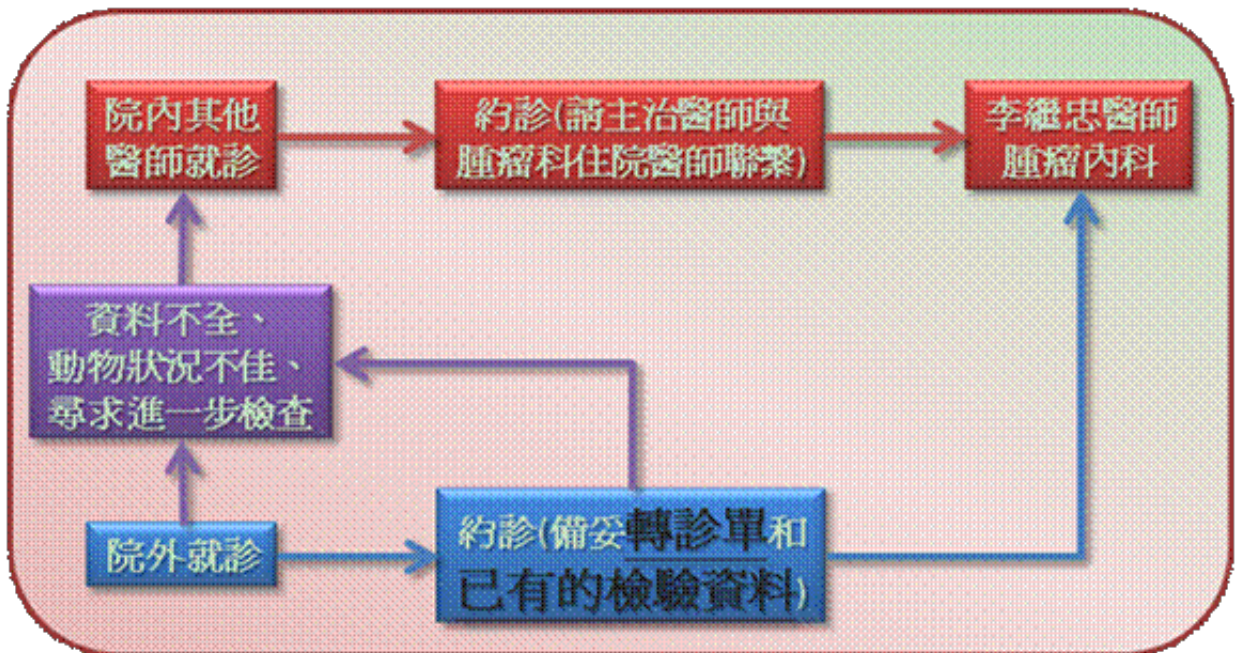 院內其他
醫師就診
約診(請主治醫師與
腫瘤科住院醫師聯繫)
李繼忠醫師
腫瘤內科
資料不全、
動物狀況不佳、
尋求進一步檢查
院外就診
約診(備妥轉診單和
已有的檢驗資料)